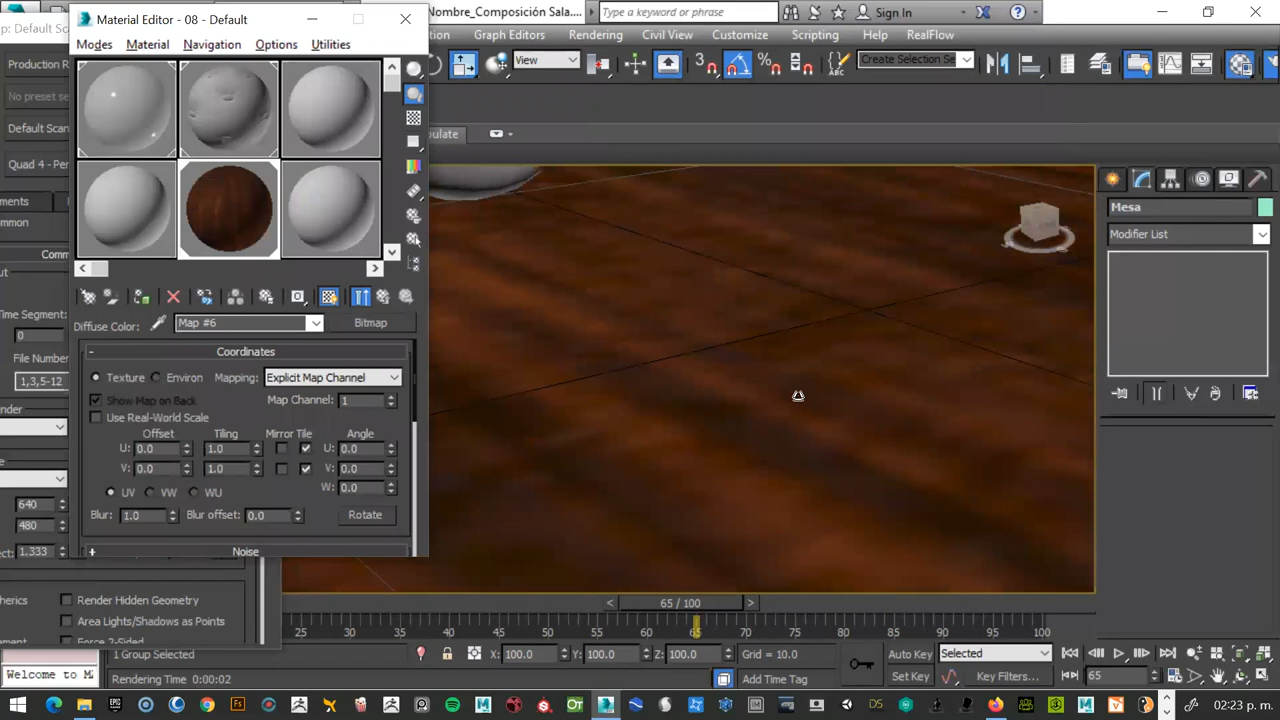 Material Editor - 08 - Default
Nombre_Composición Sala....
Type a keyword or phrase
Sign In
p: Default Sc
Modes Material Navigation Options Utilities
Graph Editors Rendering Civil View Customize Scripting Help RealFlow
Production R
View
Create Selection Se
No preset se
Default Scan
pulate
Quad 4 - Per
ments
Mesa
ommon
Modifier List
Comm
Diffuse Color: Map #6 Bitmap
Time Segment:
0
Coordinates
File Number
Texture Environ Mapping: Explicit Map Channel
1,3,5-12
Show Map on Back Map Channel: 1
Use Real-World Scale
Offset Tiling Mirror Tile Angle
U: 0.0 1.0 U: 0.0
V: 0.0 1.0 V: 0.0
W: 0.0
UV VW WU
640
Blur: 1.0 Blur offset: 0.0 Rotate
480
1.333
Noise
Render Hidden Geometry
Area Lights/Shadows as Points
Force 2-Sided
65 / 100
25 30 35 40 45 50 55 60 65 70 75 80 85 90 95 100
1 Group Selected X: 100.0 Y: 100.0 Z: 100.0 Grid = 10.0 Auto Key Selected
Welcome to M
Rendering Time 0:00:02 Add Time Tag Set Key Key Filters... 65
02:23 p. m.